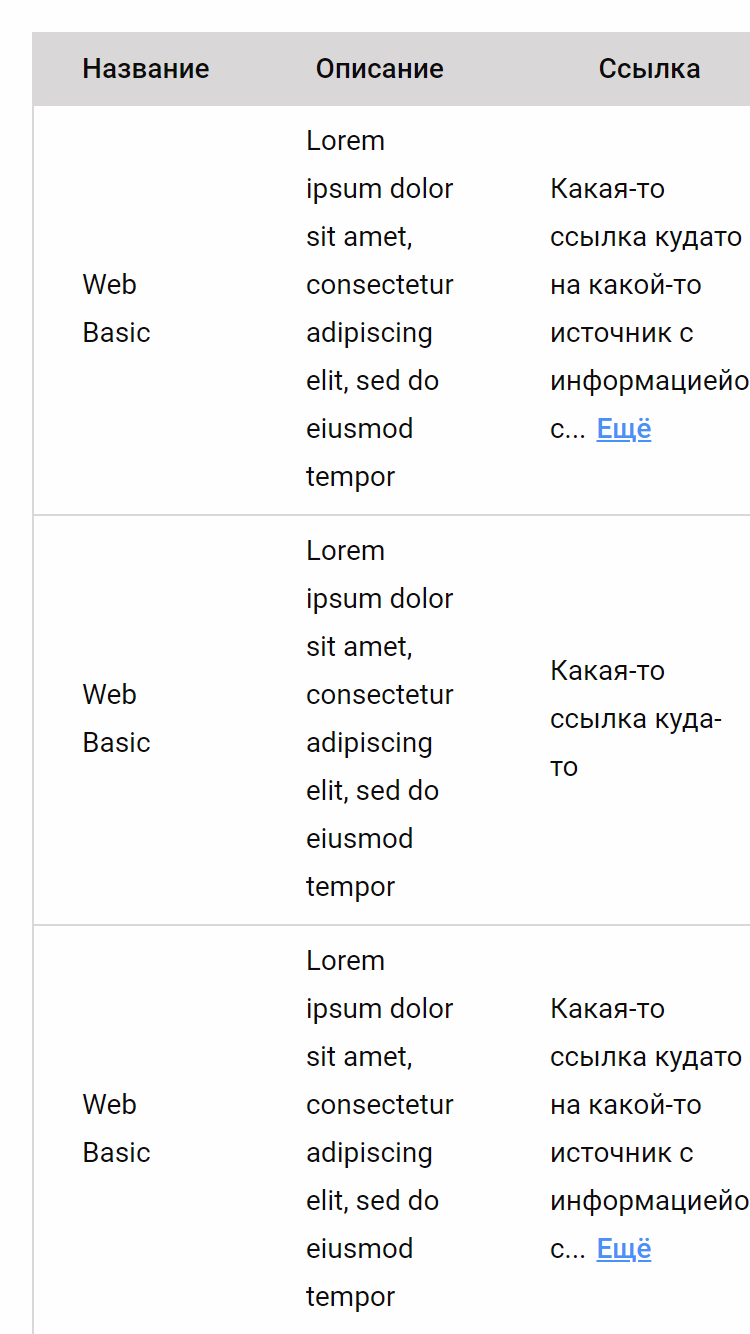 Название Описание Ссылка
Web
Basic
Lorem
ipsum dolor
sit amet,
consectetur
adipiscing
elit, sed do
eiusmod
tempor
Какая-то
ссылка кудато
на какой-то
источник с
информациейо
с... Ещё
Web
Basic
Lorem
ipsum dolor
sit amet,
consectetur
adipiscing
elit, sed do
eiusmod
tempor
Какая-то
ссылка куда-
то
Web
Basic
Lorem
ipsum dolor
sit amet,
consectetur
adipiscing
elit, sed do
eiusmod
tempor
Какая-то
ссылка кудато
на какой-то
источник с
информациейо
с... Ещё